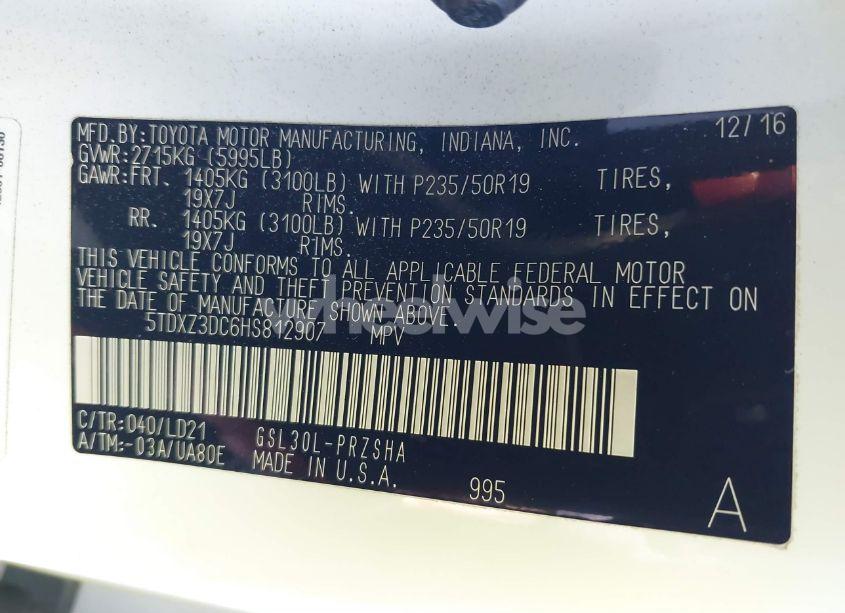 MFD.BY:TOYOTA MOTOR MANUFACTURING, INDIANA, INC. 12/16
GVWR:2715KG (5995LB)
GAWR:FRT. 1405KG (3100LB) WITH P235/50R19 TIRES,
19X7J RIMS.
RR. 1405KG (3100LB) WITH P235/50R19 TIRES,
19X7J RIMS.
THIS VEHICLE CONFORMS TO ALL APPLICABLE FEDERAL MOTOR
VEHICLE SAFETY AND THEFT PREVENTION STANDARDS IN EFFECT ON
THE DATE OF MANUFACTURE SHOWN ABOVE.
wheelwise
5TDXZ3DC6HS812907 MPV
C/TR:040/LD21 GSL30L-PRZSHA
A/TM:-03A/UA80E MADE IN U.S.A. 995 A